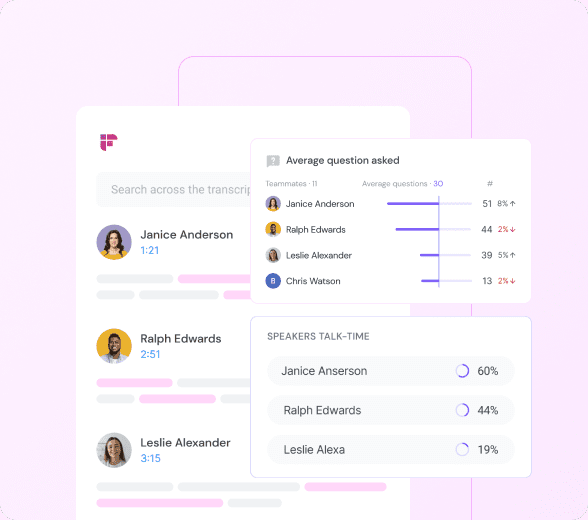 Search across the transcrip
Janice Anderson
1:21
Ralph Edwards
2:51
Leslie Alexander
3:15
?
Average question asked
Teammates · 11 Average questions · 30 #
Janice Anderson 51 8% ↑
Ralph Edwards 44 2% ↓
Leslie Alexander 39 5% ↑
B Chris Watson 13 2% ↓
SPEAKERS TALK-TIME
Janice Anserson 60%
Ralph Edwards 44%
Leslie Alexa 19%